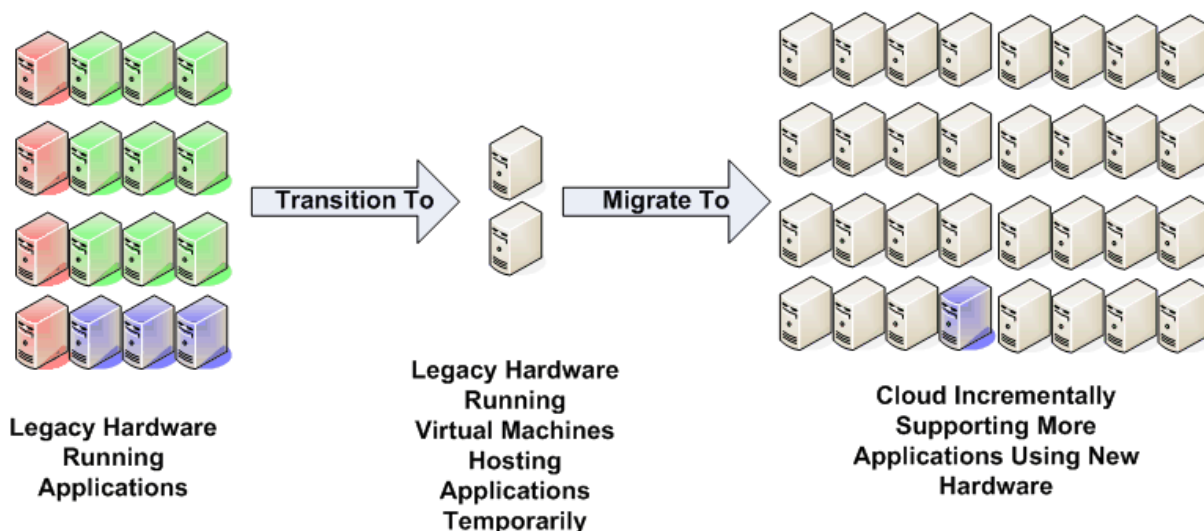 Transition To
Migrate To
Legacy Hardware
Running
Applications
Legacy Hardware
Running
Virtual Machines
Hosting
Applications
Temporarily
Cloud Incrementally
Supporting More
Applications Using New
Hardware